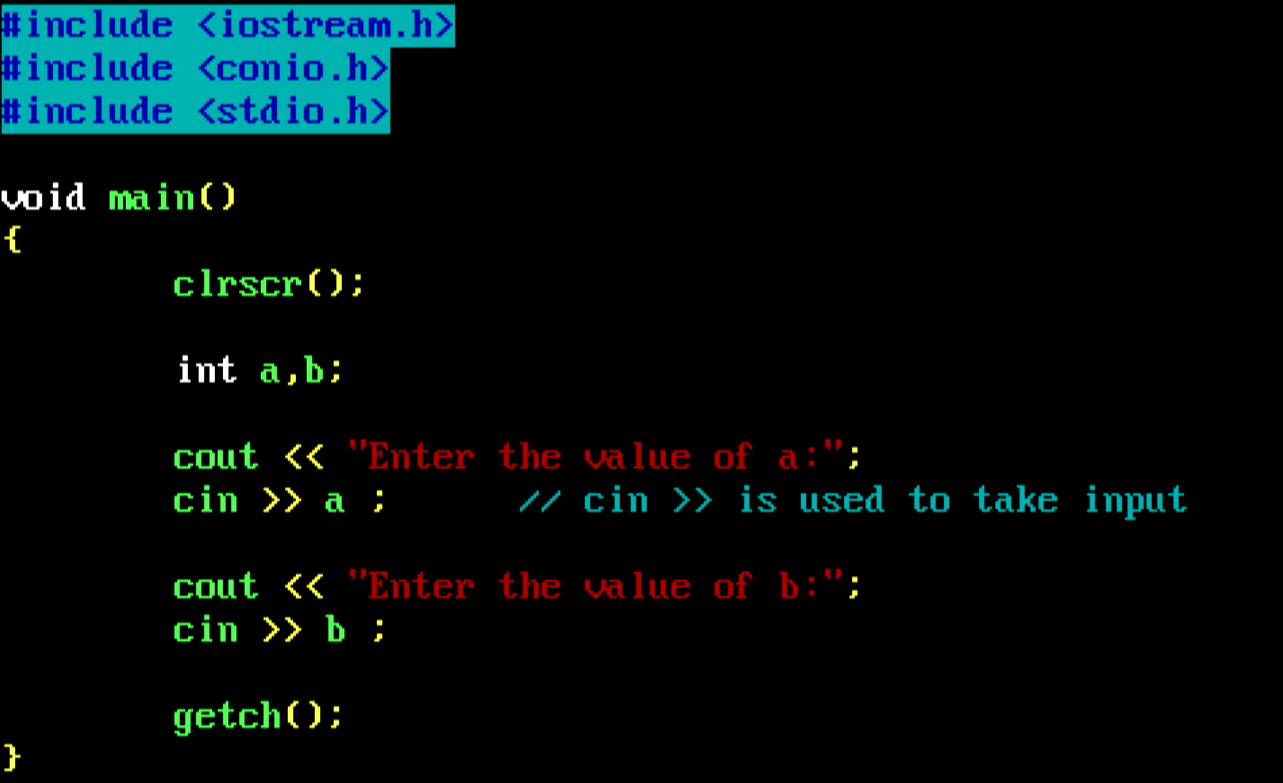 #include <iostream.h>
#include <conio.h>
#include <stdio.h>
void main()
{
clrscr();
int a,b;
cout << "Enter the value of a:";
cin >> a ; // cin >> is used to take input
cout << "Enter the value of b:";
cin >> b ;
getch();
}